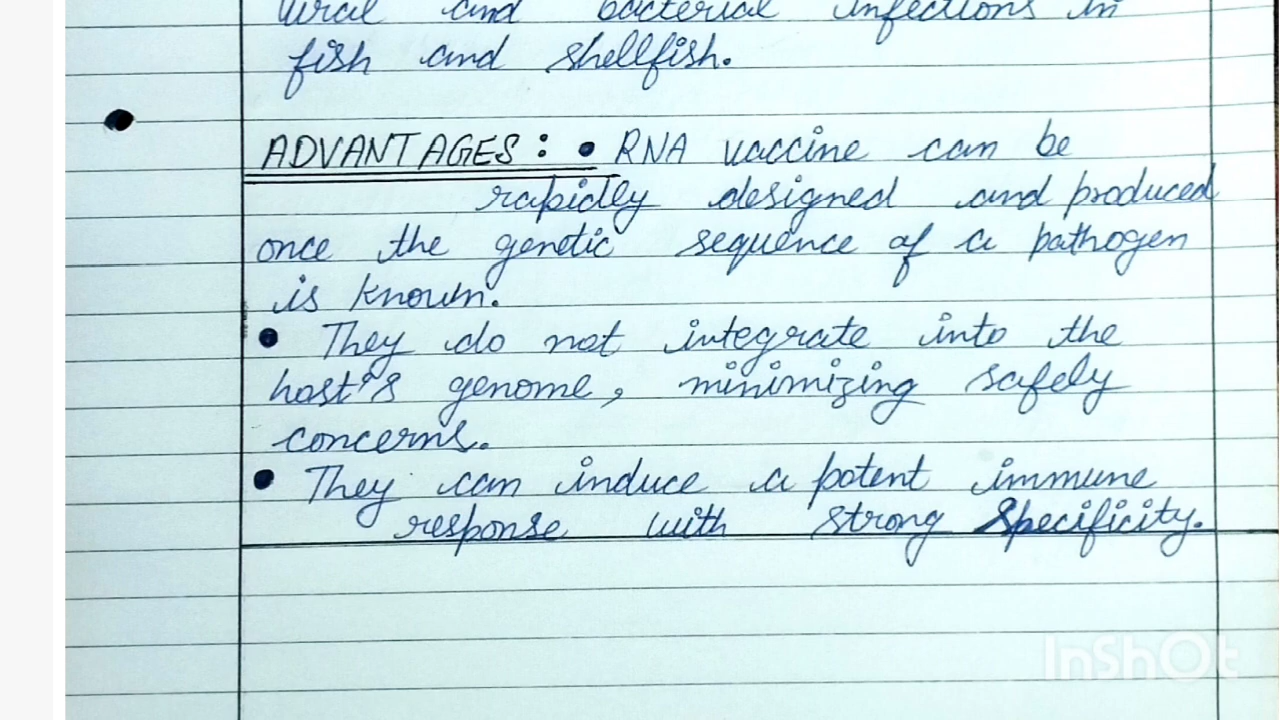 viral and bacterial infections in
fish and shellfish.
ADVANTAGES: • RNA vaccine can be
rapidly designed and produced
once the genetic sequence of a pathogen
is known.
• They do not integrate into the
host's genome, minimizing safely
concerns.
• They can induce a potent immune
response with strong specificity.
InShOt